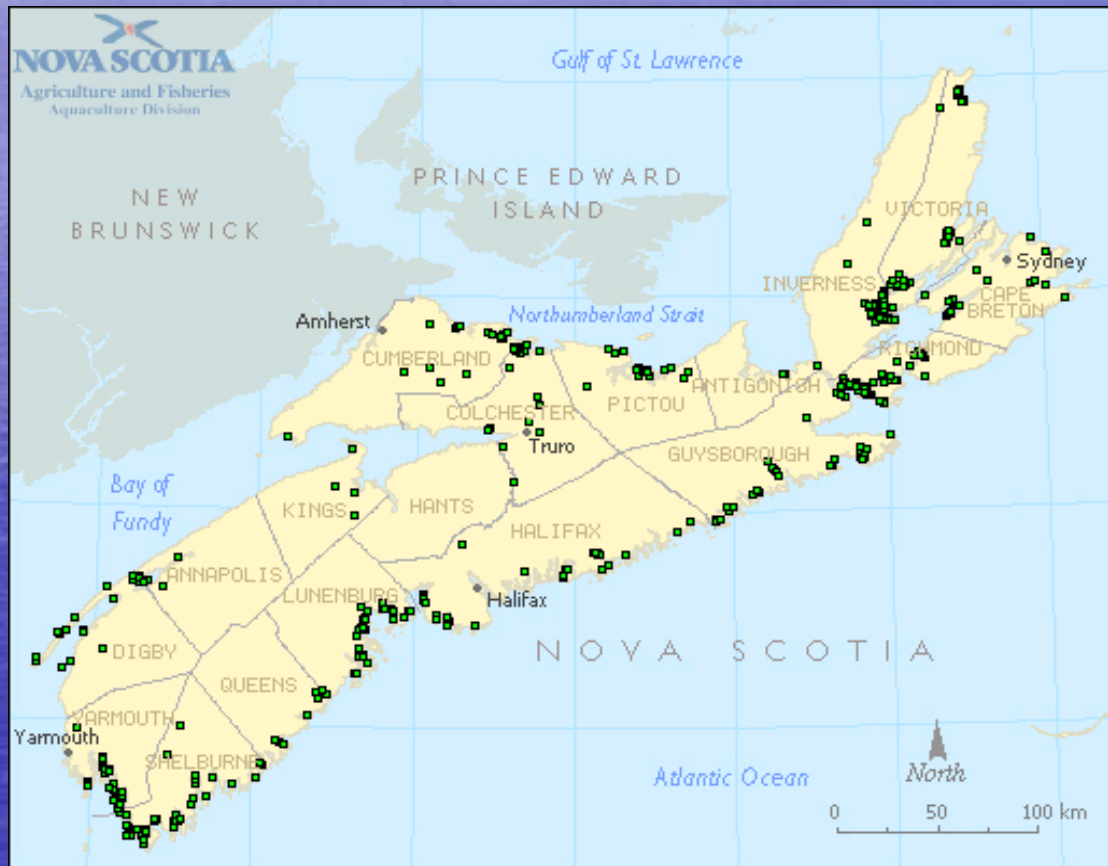 NOVA SCOTIA
Agriculture and Fisheries
Aquaculture Division
Gulf of St. Lawrence
NEW
BRUNSWICK
PRINCE EDWARD
ISLAND
VICTORIA
Sydney
INVERNESS
CAPE
BRETON
Northumberland Strait
Amherst
CUMBERLAND
RICHMOND
ANTIGONISH
PICTOU
COLCHESTER
Truro
GUYSBOROUGH
Bay of
Fundy
KINGS
HANTS
HALIFAX
ANNAPOLIS
LUNENBURG
Halifax
DIGBY
NOVA SCOTIA
QUEENS
YARMOUTH
Yarmouth
SHELBURNE
Atlantic Ocean
North
0 50 100 km